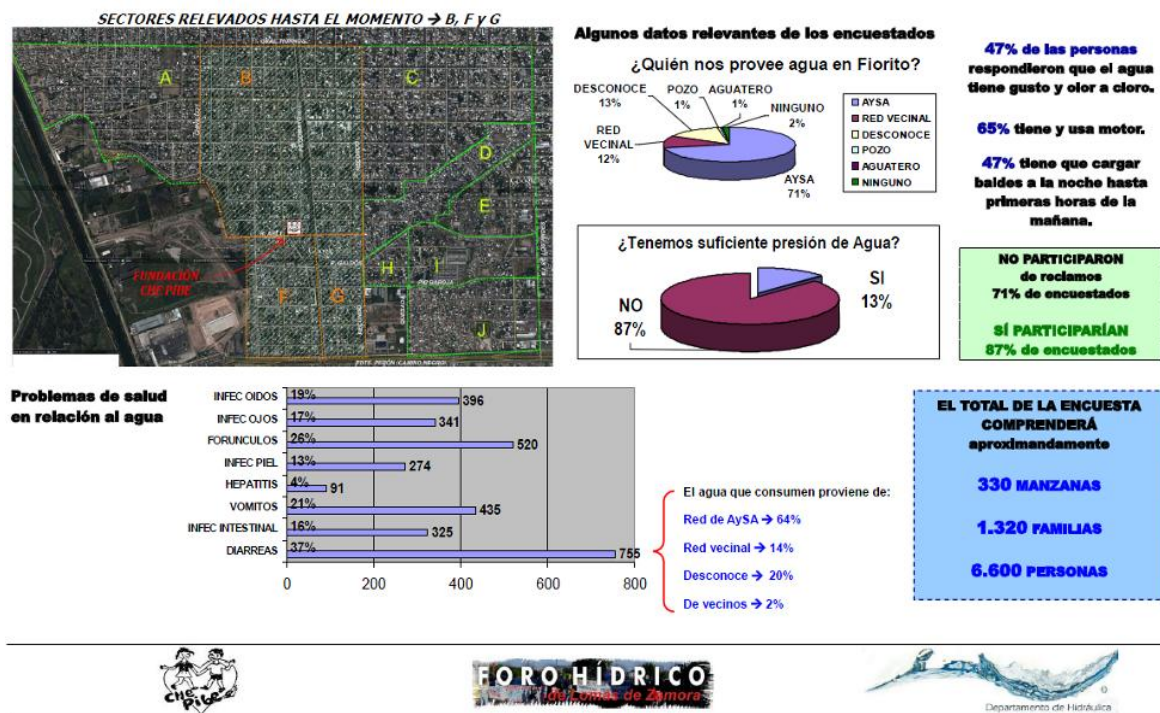 SECTORES RELEVADOS HASTA EL MOMENTO → B, F y G
A
B
C
D
E
F
G
H
I
J
FUNDACIÓN
CHE PIBE
Algunos datos relevantes de los encuestados
¿Quién nos provee agua en Fiorito?
DESCONOCE
13%
POZO
1%
AGUATERO
1%
NINGUNO
2%
RED
VECINAL
12%
AYSA
71%
AYSA
RED VECINAL
DESCONOCE
POZO
AGUATERO
NINGUNO
¿Tenemos suficiente presión de Agua?
NO
87%
SI
13%
47% de las personas
respondieron que el agua
tiene gusto y olor a cloro.
65% tiene y usa motor.
47% tiene que cargar
baldes a la noche hasta
primeras horas de la
mañana.
NO PARTICIPARON
de reclamos
71% de encuestados
SÍ PARTICIPARÍAN
87% de encuestados
Problemas de salud
en relación al agua
INFEC OIDOS 19% 396
INFEC OJOS 17% 341
FORUNCULOS 26% 520
INFEC PIEL 13% 274
HEPATITIS 4% 91
VOMITOS 21% 435
INFEC INTESTINAL 16% 325
DIARREAS 37% 755
0 200 400 600 800
El agua que consumen proviene de:
Red de AySA → 64%
Red vecinal → 14%
Desconoce → 20%
De vecinos → 2%
EL TOTAL DE LA ENCUESTA
COMPRENDERÁ
aproximandamente
330 MANZANAS
1.320 FAMILIAS
6.600 PERSONAS
CHE
PIBE
FORO HÍDRICO
de Lomas de Zamora
Departamento de Hidráulica